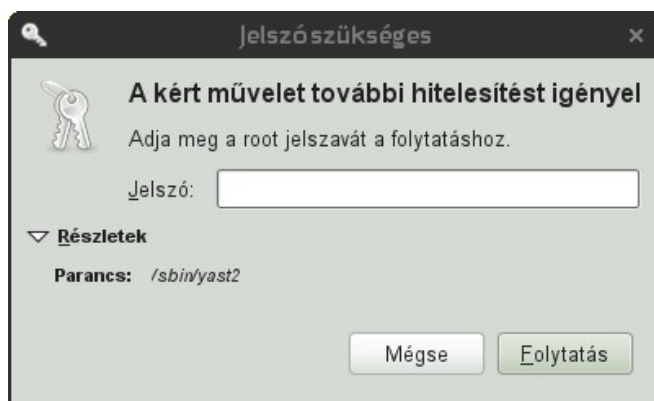 Jelszó szükséges
A kért művelet további hitelesítést igényel
Adja meg a root jelszavát a folytatáshoz.
Jelszó:
Részletek
Parancs: /sbin/yast2
Mégse
Folytatás